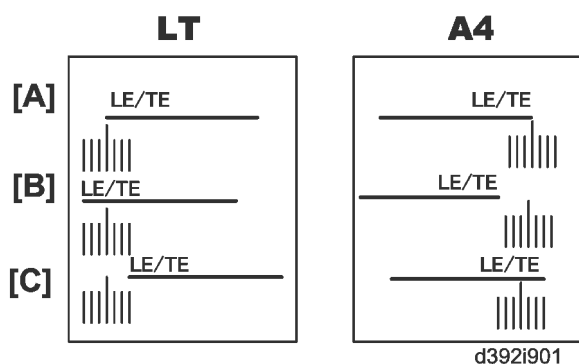 LT A4
[A] LE/TE LE/TE
[B] LE/TE LE/TE
[C] LE/TE LE/TE
d392i901